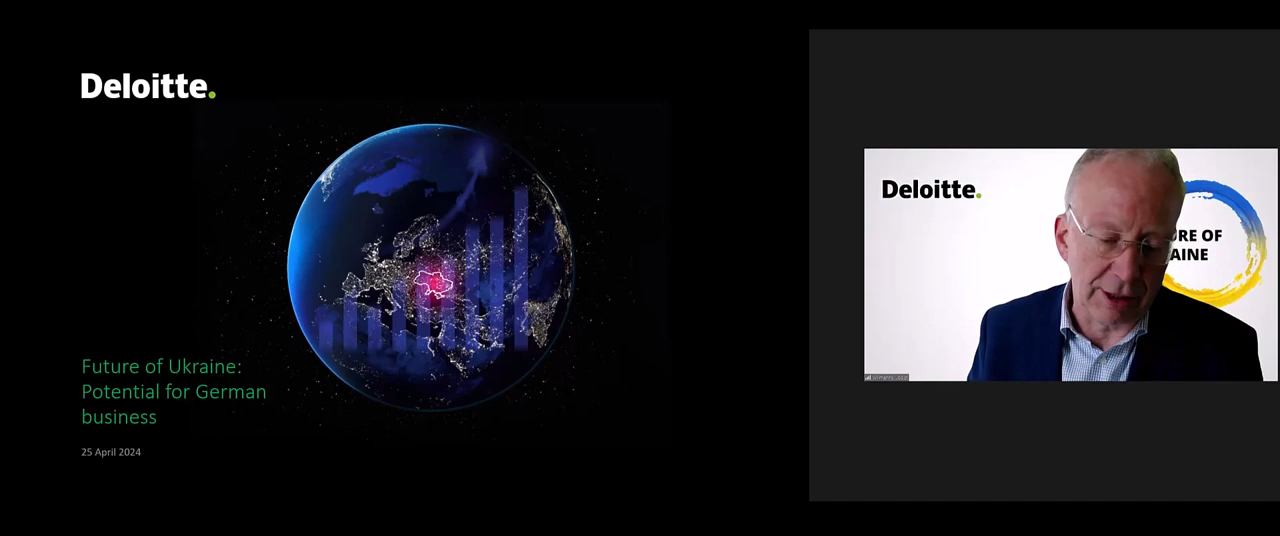 Deloitte.
Future of Ukraine:
Potential for German
business
25 April 2024
Deloitte.
URE OF
AINE